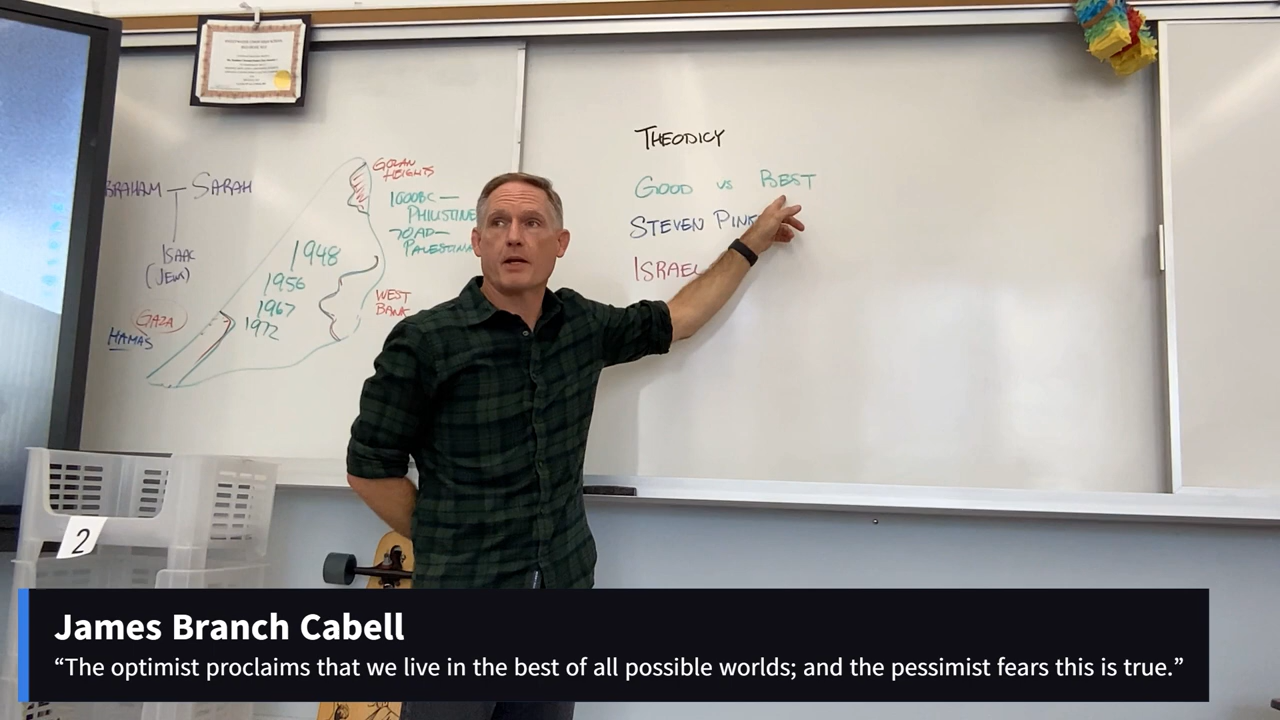 BRAHAM — SARAH
ISAAC
(JEWS)
GAZA
HAMAS
1948
1956
1967
1972
GOLAN
HEIGHTS
1000BC —
PHILISTINE
70AD —
PALESTINA
WEST
BANK
THEODICY
GOOD vs BEST
STEVEN PINK
ISRAEL
2
James Branch Cabell
“The optimist proclaims that we live in the best of all possible worlds; and the pessimist fears this is true.”